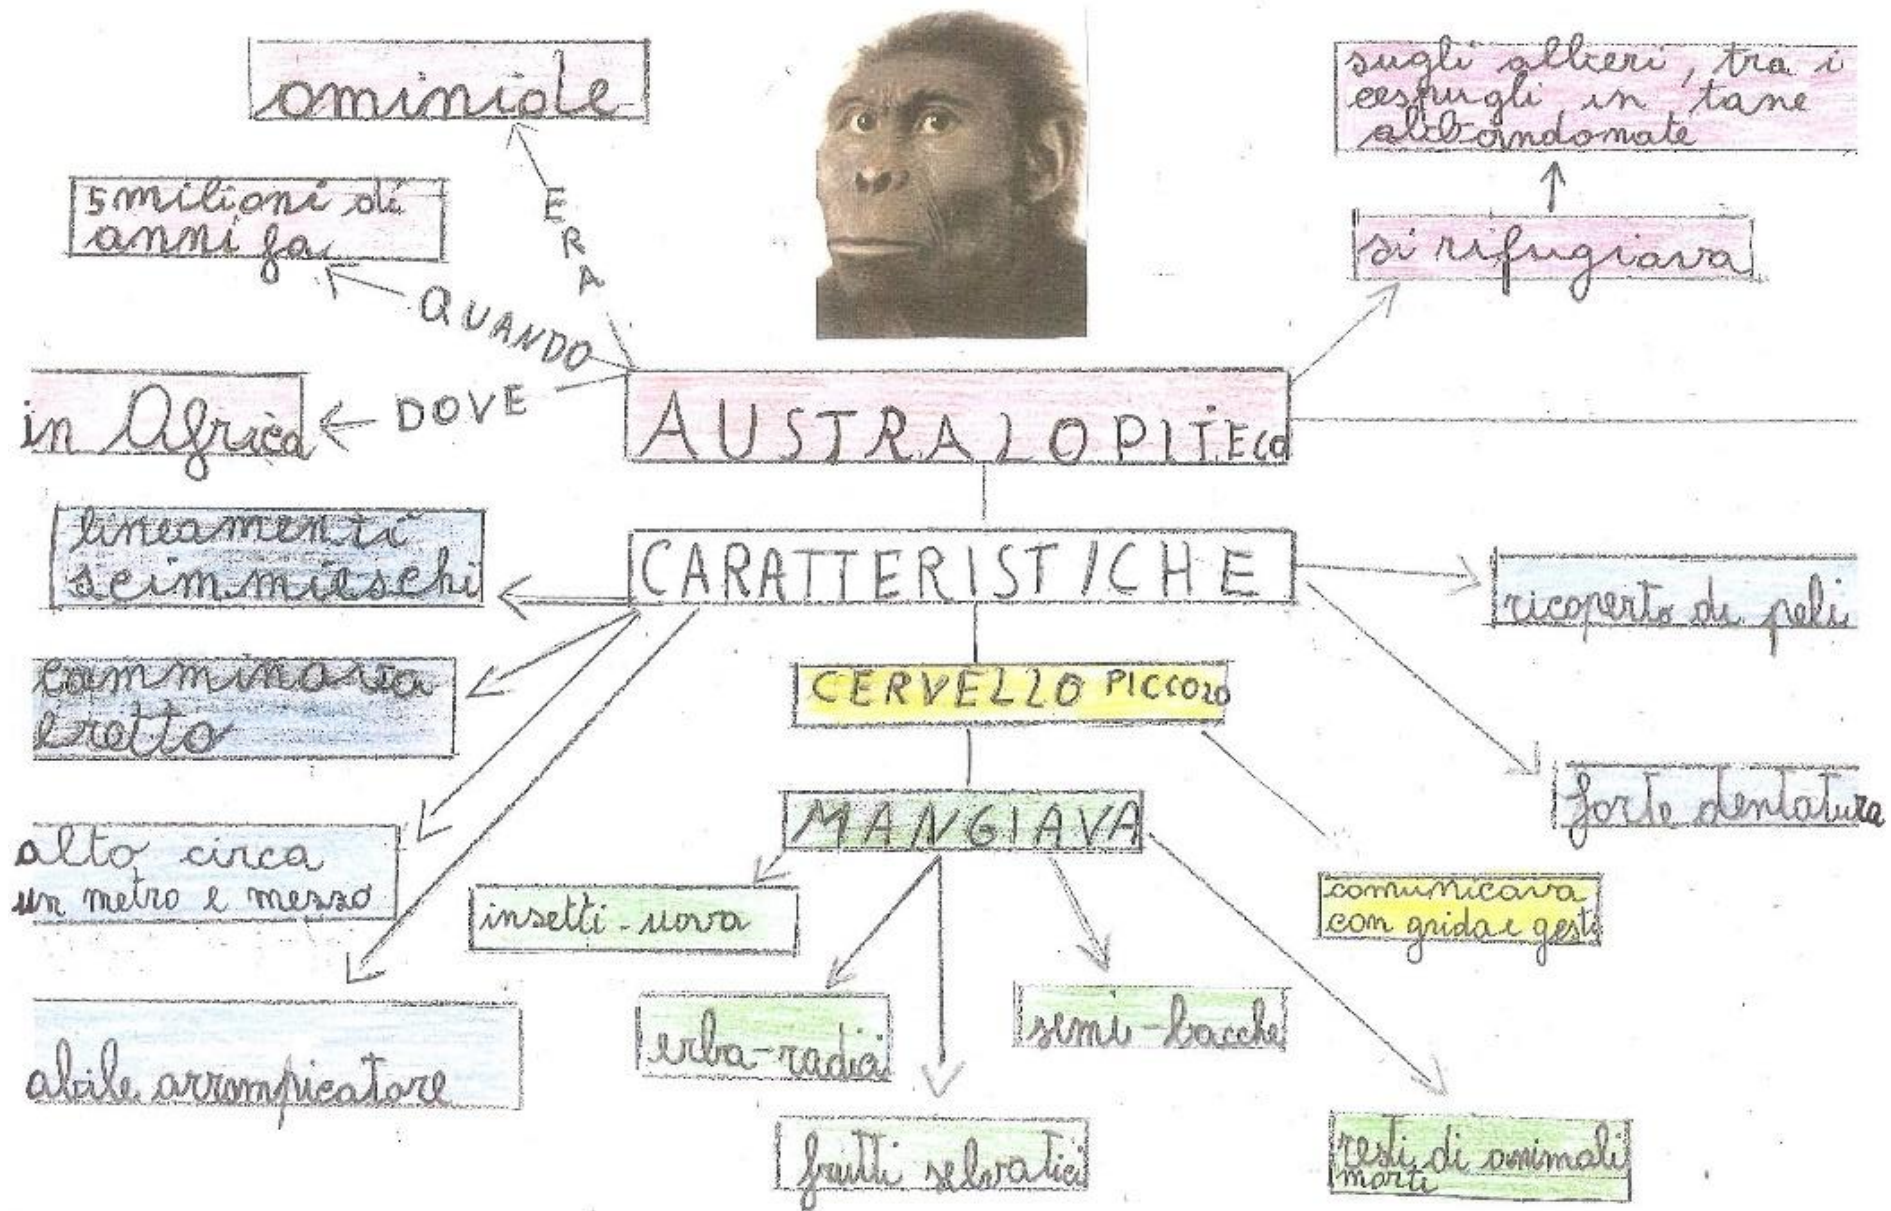 ominide
sugli alberi, tra i
cespugli in tane
abbandonate
5 milioni di
anni fa
ERA
si rifugiava
QUANDO
in Africa
DOVE
AUSTRALOPITECO
lineamenti
scimmieschi
CARATTERISTICHE
ricoperto di peli
camminava
eretto
CERVELLO PICCOLO
MANGIAVA
forte dentatura
alto circa
un metro e mezzo
insetti-uova
comunicava
con grida e gesti
erba-radici
semi-bacche
abile arrampicatore
frutti selvatici
resti di animali
morti